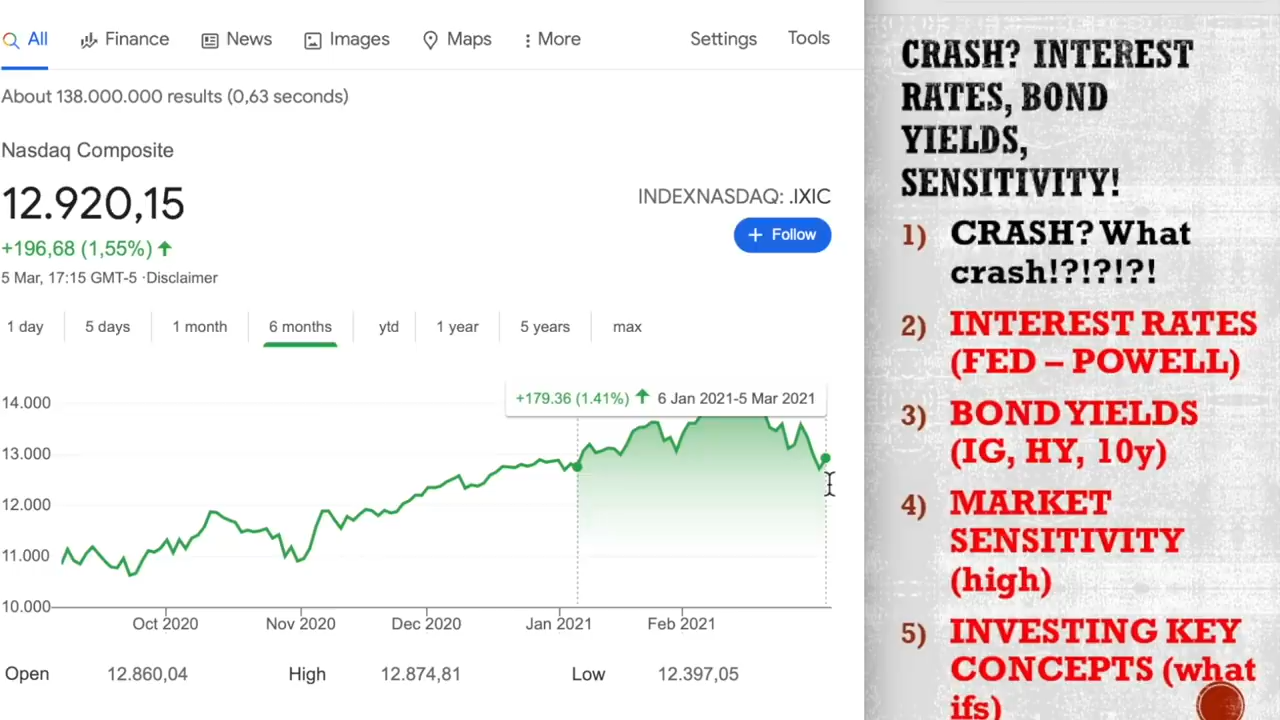 All
Finance
News
Images
Maps
More
Settings
Tools
About 138.000.000 results (0,63 seconds)
Nasdaq Composite
12.920,15
INDEXNASDAQ: .IXIC
+196,68 (1,55%)
+ Follow
5 Mar, 17:15 GMT-5 ·Disclaimer
1 day
5 days
1 month
6 months
ytd
1 year
5 years
max
+179.36 (1.41%) 6 Jan 2021-5 Mar 2021
14.000
13.000
12.000
11.000
10.000
Oct 2020
Nov 2020
Dec 2020
Jan 2021
Feb 2021
Open 12.860,04 High 12.874,81 Low 12.397,05
CRASH? INTEREST
RATES, BOND
YIELDS,
SENSITIVITY!
1) CRASH? What
crash!?!?!?!
2) INTEREST RATES
(FED – POWELL)
3) BOND YIELDS
(IG, HY, 10y)
4) MARKET
SENSITIVITY
(high)
5) INVESTING KEY
CONCEPTS (what
ifs)